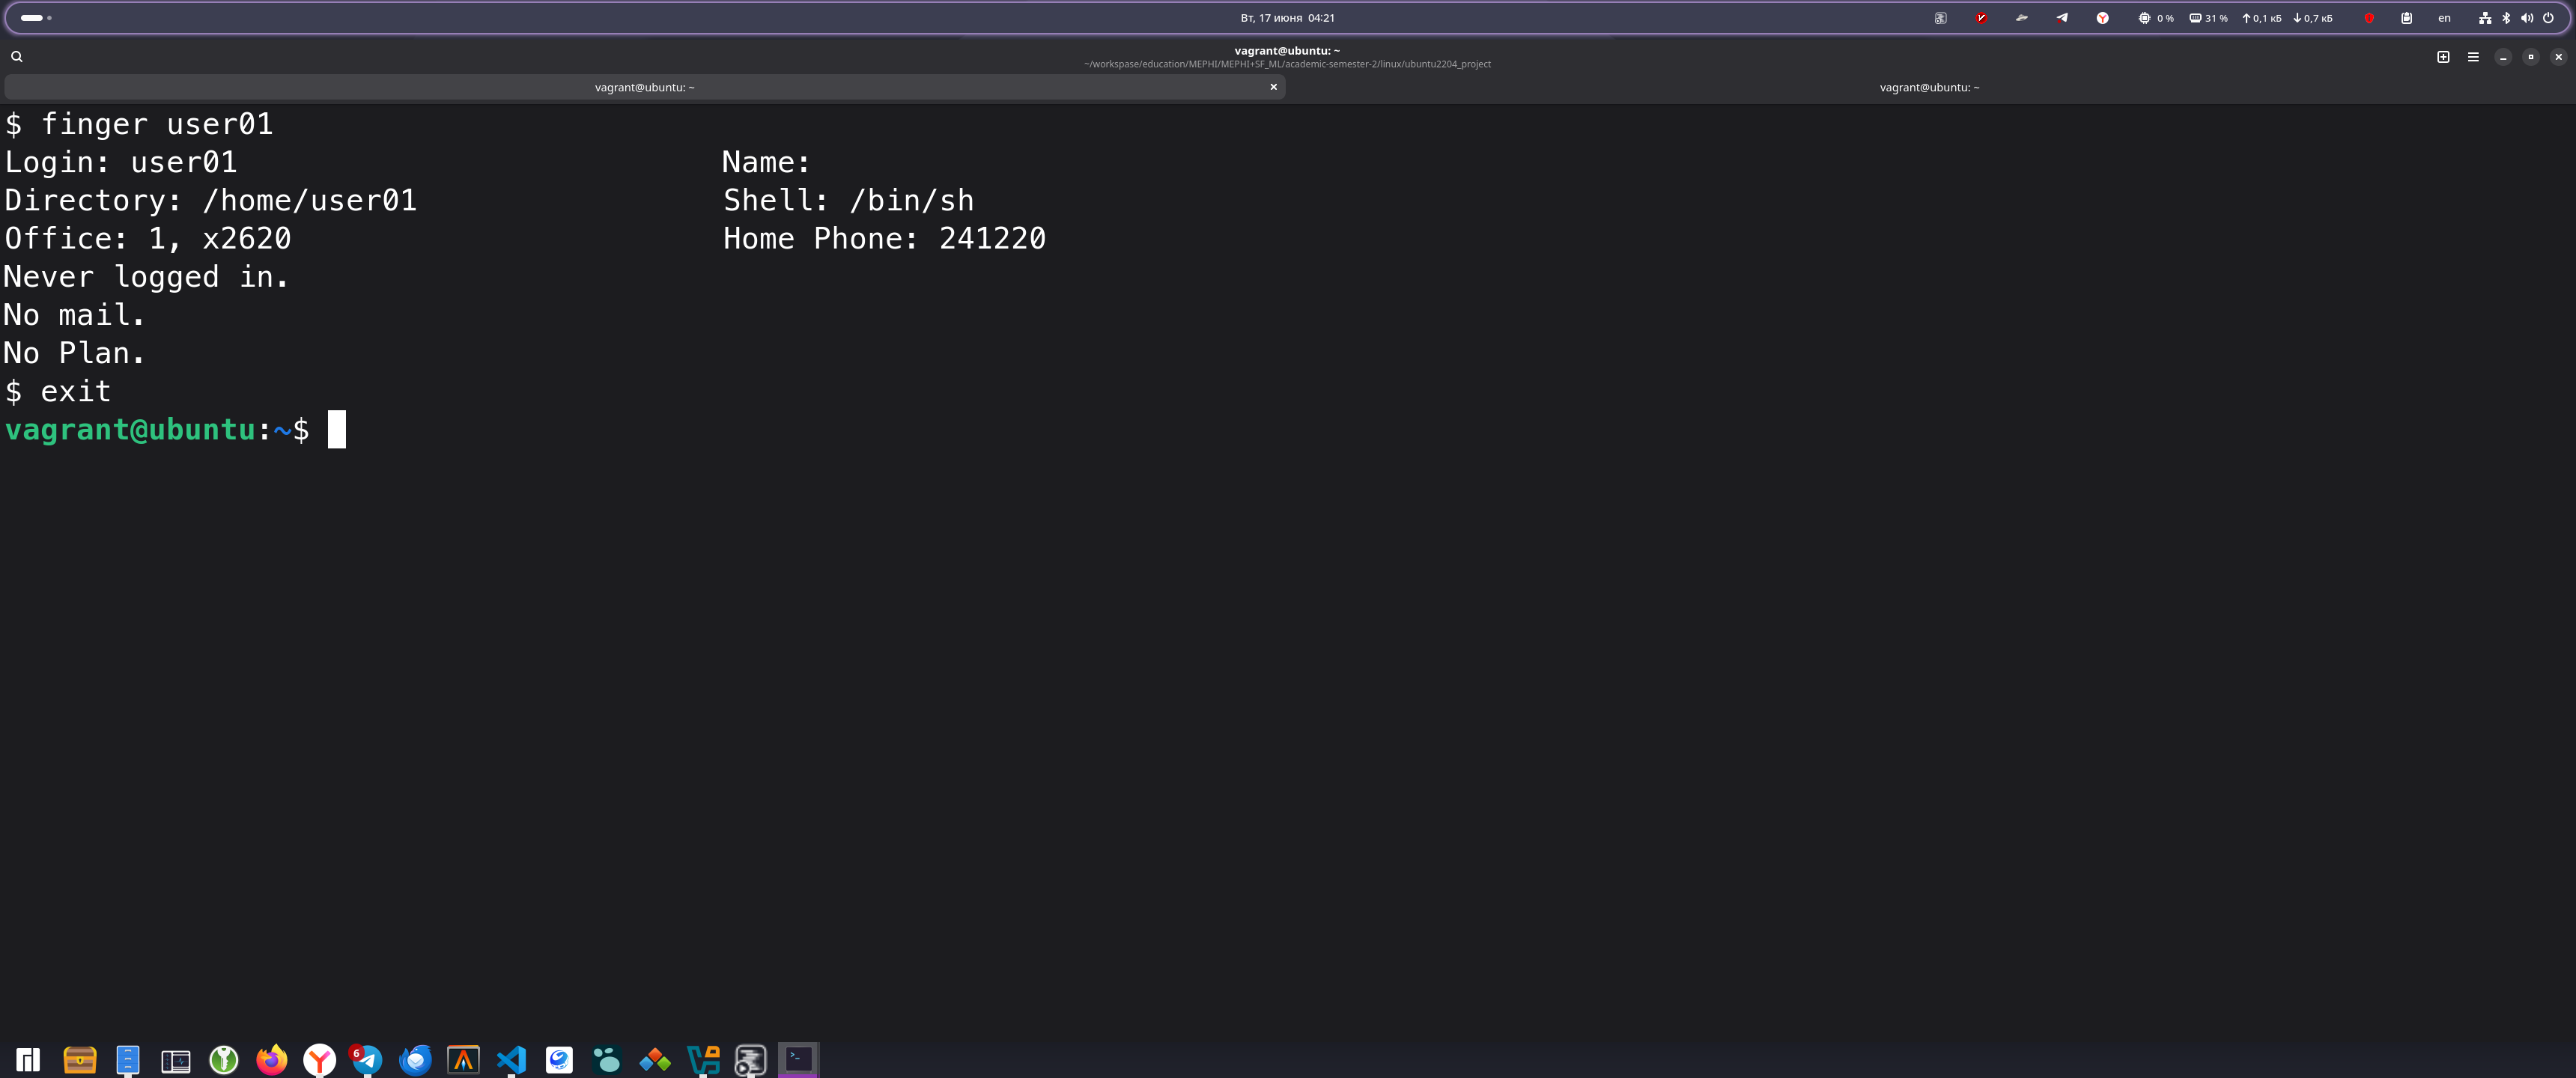 Вт, 17 июня 04:21
0 % 31 % 0,1 кБ 0,7 кБ en
vagrant@ubuntu: ~
~/workspase/education/MEPHI/MEPHI+SF_ML/academic-semester-2/linux/ubuntu2204_project
vagrant@ubuntu: ~ vagrant@ubuntu: ~
$ finger user01
Login: user01 Name:
Directory: /home/user01 Shell: /bin/sh
Office: 1, x2620 Home Phone: 241220
Never logged in.
No mail.
No Plan.
$ exit
vagrant@ubuntu:~$
6